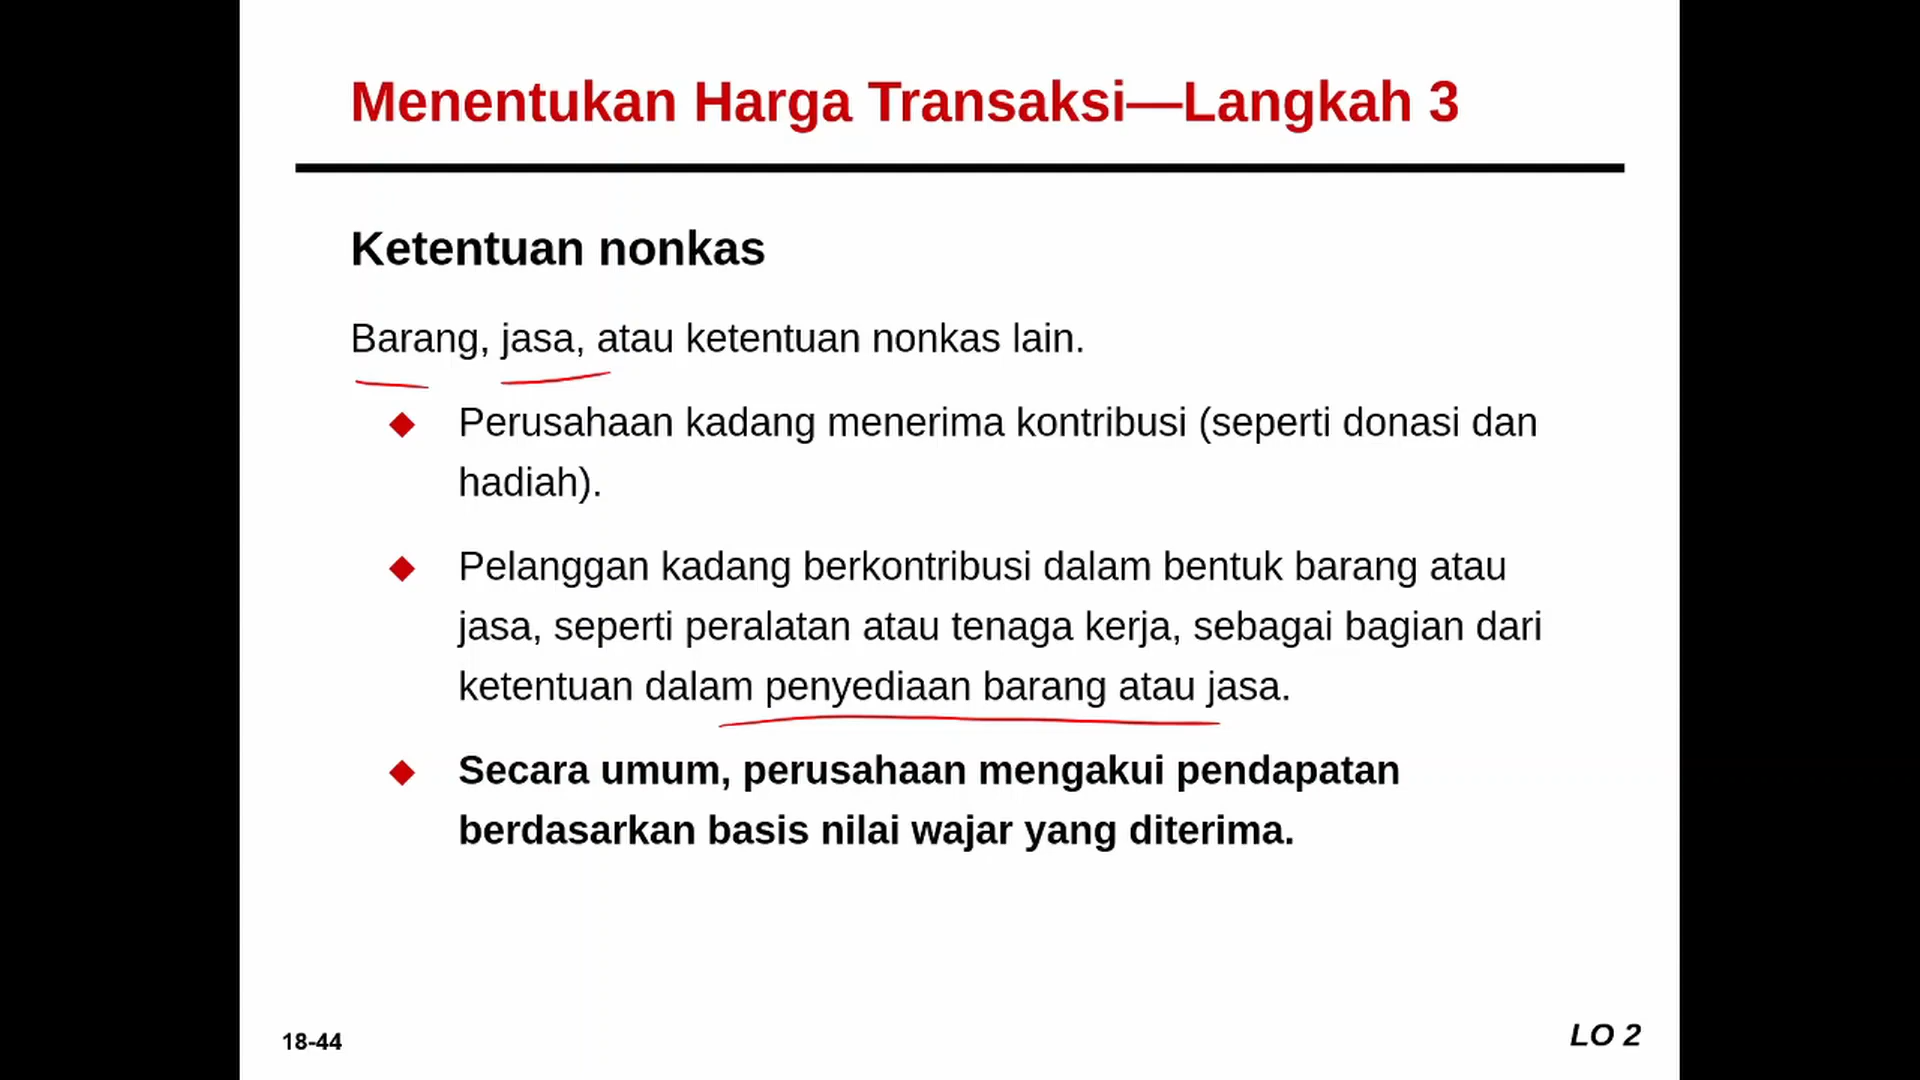 Menentukan Harga Transaksi—Langkah 3
Ketentuan nonkas
Barang, jasa, atau ketentuan nonkas lain.
Perusahaan kadang menerima kontribusi (seperti donasi dan
hadiah).
Pelanggan kadang berkontribusi dalam bentuk barang atau
jasa, seperti peralatan atau tenaga kerja, sebagai bagian dari
ketentuan dalam penyediaan barang atau jasa.
Secara umum, perusahaan mengakui pendapatan
berdasarkan basis nilai wajar yang diterima.
18-44
LO 2